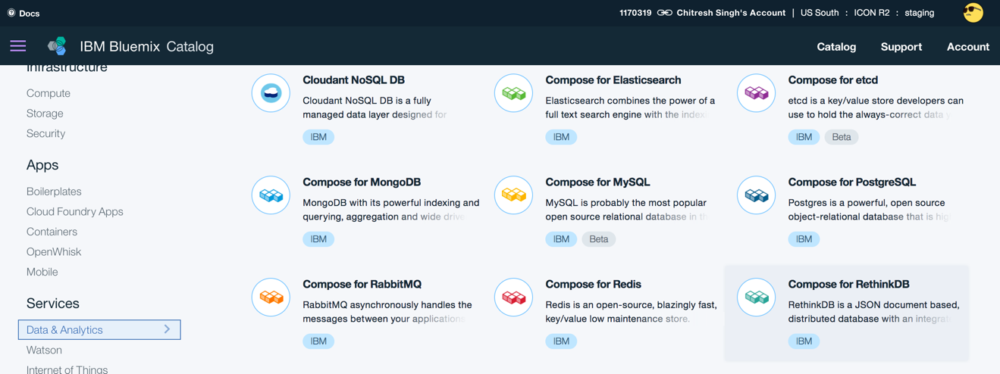 Docs
1170319 Chitresh Singh's Account | US South : ICON R2 : staging
IBM Bluemix Catalog
Catalog Support Account
Infrastructure
Compute
Storage
Security
Apps
Boilerplates
Cloud Foundry Apps
Containers
OpenWhisk
Mobile
Services
Data & Analytics
Watson
Internet of Things
Cloudant NoSQL DB
Cloudant NoSQL DB is a fully
managed data layer designed for
IBM
Compose for Elasticsearch
Elasticsearch combines the power of a
full text search engine with the index
IBM
Compose for etcd
etcd is a key/value store developers can
use to hold the always-correct data y
IBM Beta
Compose for MongoDB
MongoDB with its powerful indexing and
querying, aggregation and wide drive
IBM
Compose for MySQL
MySQL is probably the most popular
open source relational database in th
IBM Beta
Compose for PostgreSQL
Postgres is a powerful, open source
object-relational database that is hig
IBM
Compose for RabbitMQ
RabbitMQ asynchronously handles the
messages between your applications
IBM
Compose for Redis
Redis is an open-source, blazingly fast,
key/value low maintenance store.
IBM
Compose for RethinkDB
RethinkDB is a JSON document based,
distributed database with an integrat
IBM